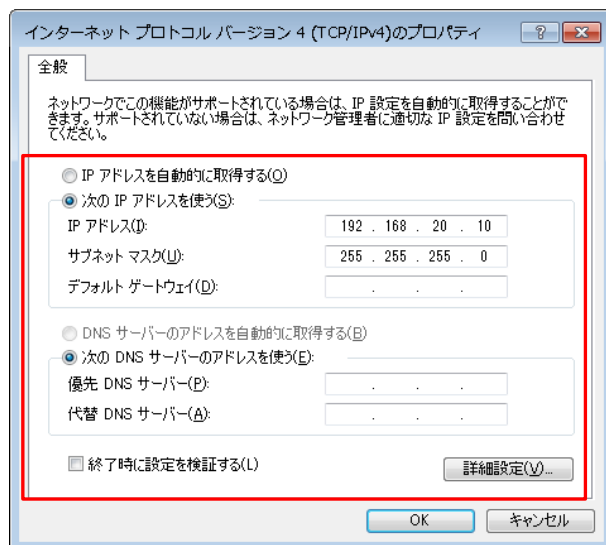 インターネット プロトコル バージョン 4 (TCP/IPv4)のプロパティ
全般
ネットワークでこの機能がサポートされている場合は、IP 設定を自動的に取得することがで
きます。サポートされていない場合は、ネットワーク管理者に適切な IP 設定を問い合わせ
てください。
IP アドレスを自動的に取得する(O)
次の IP アドレスを使う(S):
IP アドレス(I): 192 . 168 . 20 . 10
サブネット マスク(U): 255 . 255 . 255 . 0
デフォルト ゲートウェイ(D): . . .
DNS サーバーのアドレスを自動的に取得する(B)
次の DNS サーバーのアドレスを使う(E):
優先 DNS サーバー(P): . . .
代替 DNS サーバー(A): . . .
終了時に設定を検証する(L)
詳細設定(V)...
OK キャンセル